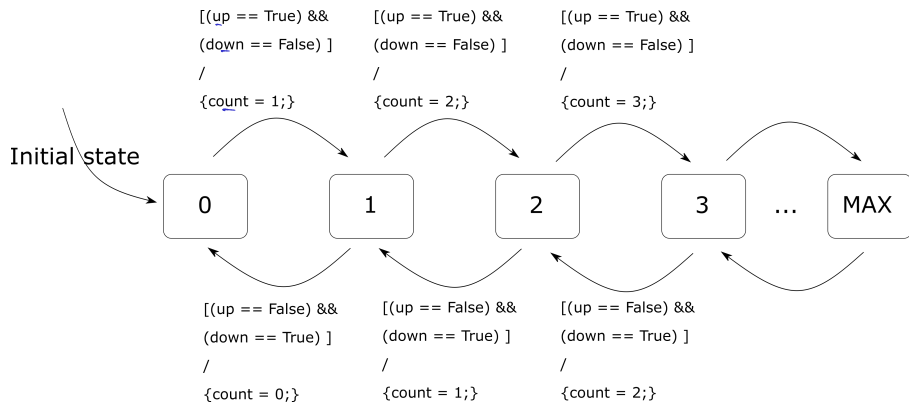 [(up == True) &&
(down == False) ]
/
{count = 1;}
[(up == True) &&
(down == False) ]
/
{count = 2;}
[(up == True) &&
(down == False) ]
/
{count = 3;}
Initial state
0
1
2
3
...
MAX
[(up == False) &&
(down == True) ]
/
{count = 0;}
[(up == False) &&
(down == True) ]
/
{count = 1;}
[(up == False) &&
(down == True) ]
/
{count = 2;}